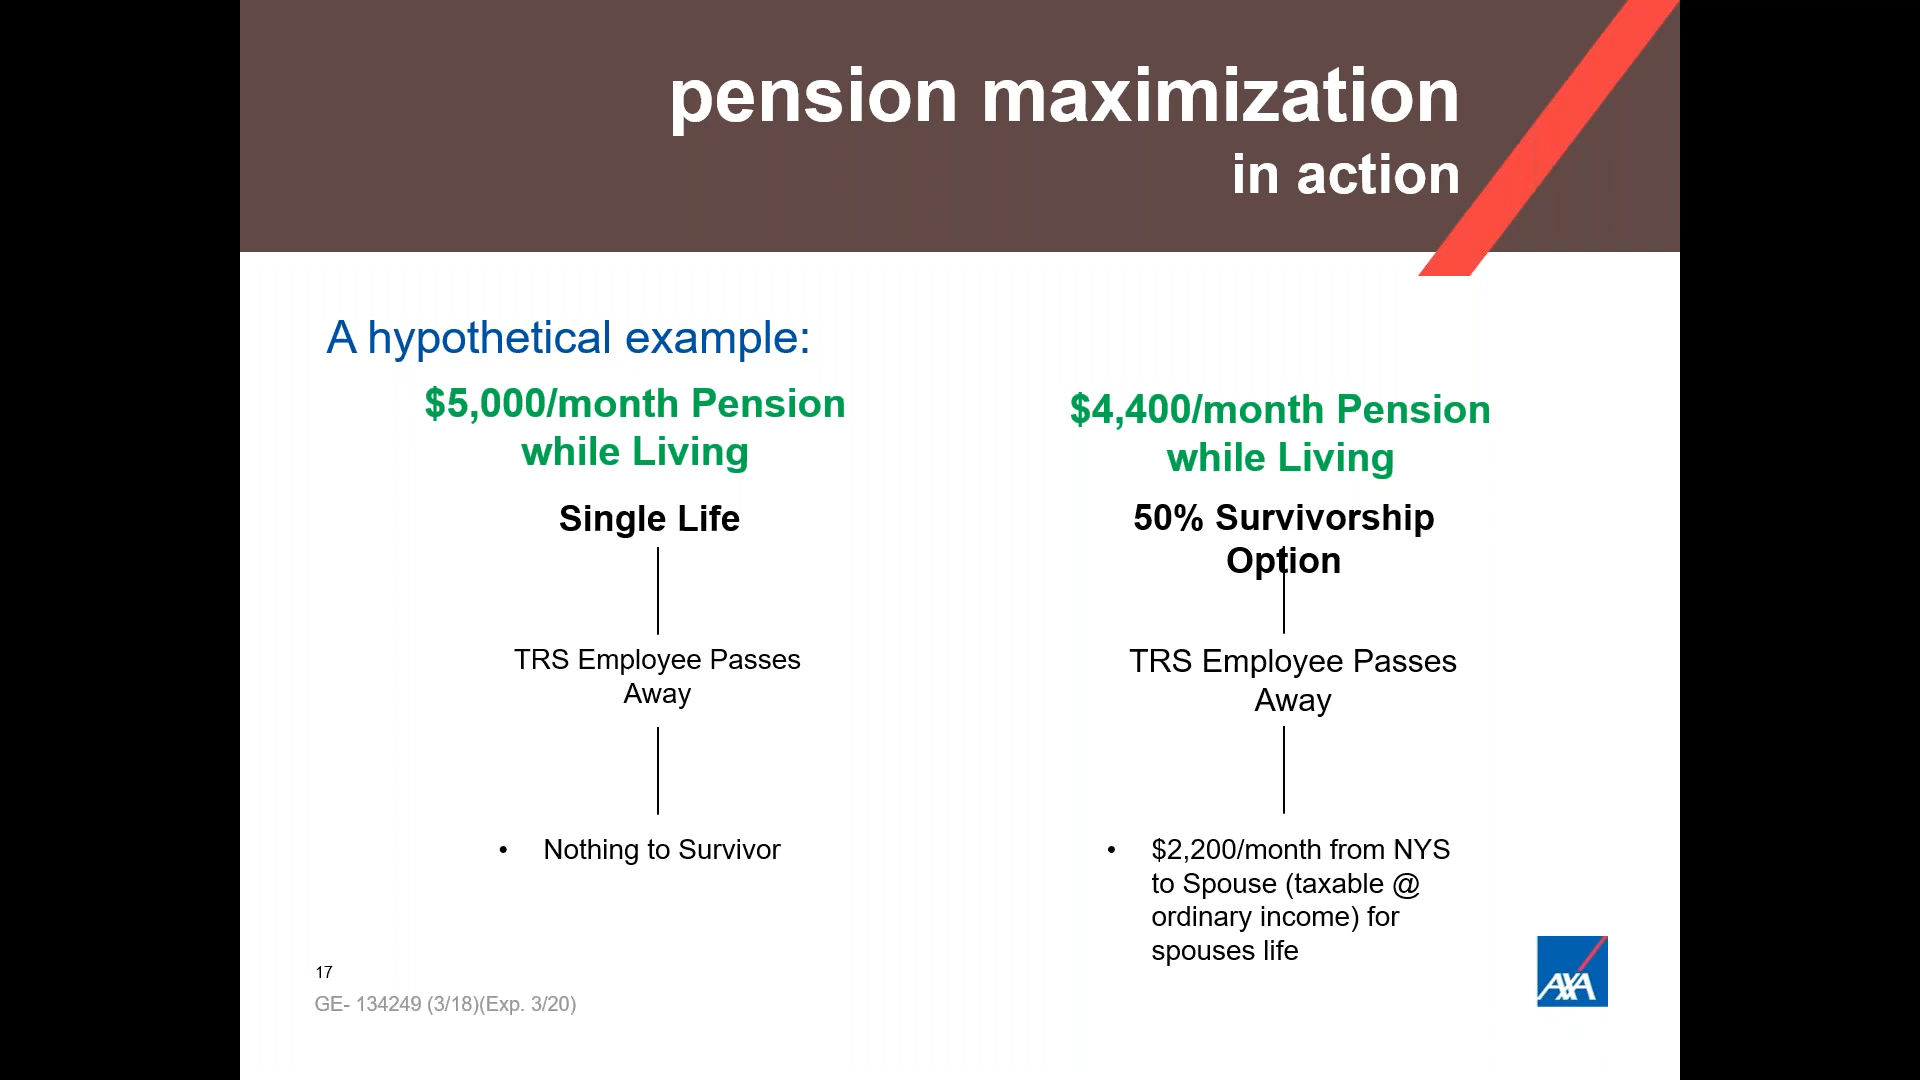 pension maximization
in action
A hypothetical example:
$5,000/month Pension
while Living
Single Life
TRS Employee Passes
Away
• Nothing to Survivor
$4,400/month Pension
while Living
50% Survivorship
Option
TRS Employee Passes
Away
• $2,200/month from NYS
to Spouse (taxable @
ordinary income) for
spouses life
17
GE- 134249 (3/18)(Exp. 3/20)
AXA